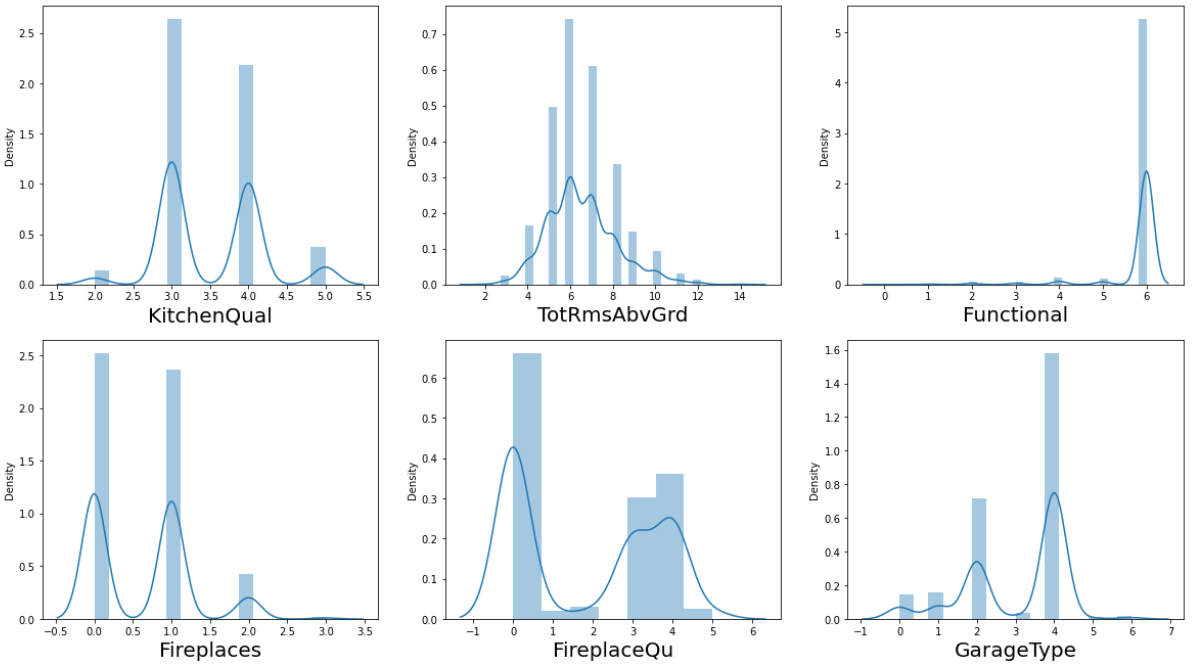 2.5
2.0
1.5
1.0
0.5
0.0
Density
1.5 2.0 2.5 3.0 3.5 4.0 4.5 5.0 5.5
KitchenQual
0.7
0.6
0.5
0.4
0.3
0.2
0.1
0.0
Density
2 4 6 8 10 12 14
TotRmsAbvGrd
5
4
3
2
1
0
Density
0 1 2 3 4 5 6
Functional
2.5
2.0
1.5
1.0
0.5
0.0
Density
−0.5 0.0 0.5 1.0 1.5 2.0 2.5 3.0 3.5
Fireplaces
0.6
0.5
0.4
0.3
0.2
0.1
0.0
Density
−1 0 1 2 3 4 5 6
FireplaceQu
1.6
1.4
1.2
1.0
0.8
0.6
0.4
0.2
0.0
Density
−1 0 1 2 3 4 5 6 7
GarageType